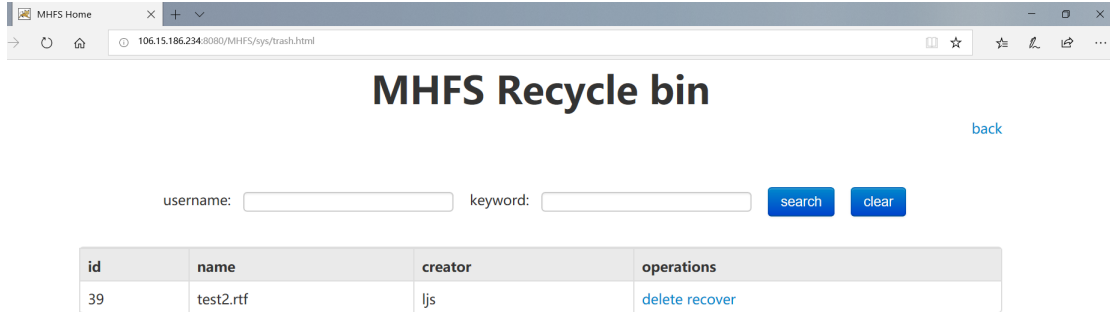 MHFS Home
106.15.186.234:8080/MHFS/sys/trash.html
MHFS Recycle bin
back
username: keyword: search clear
id name creator operations
39 test2.rtf ljs delete recover